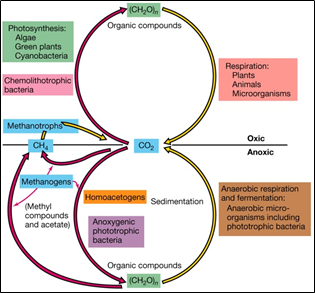 (CH₂O)n
Organic compounds
Photosynthesis:
Algae
Green plants
Cyanobacteria
Chemolithotrophic
bacteria
Respiration:
Plants
Animals
Microorganisms
Methanotrophs
CH₄
CO₂
Oxic
Anoxic
Methanogens
(Methyl
compounds
and acetate)
Homoacetogens
Anoxygenic
phototrophic
bacteria
Sedimentation
Anaerobic respiration
and fermentation:
Anaerobic micro-
organisms including
phototrophic bacteria
Organic compounds
(CH₂O)n